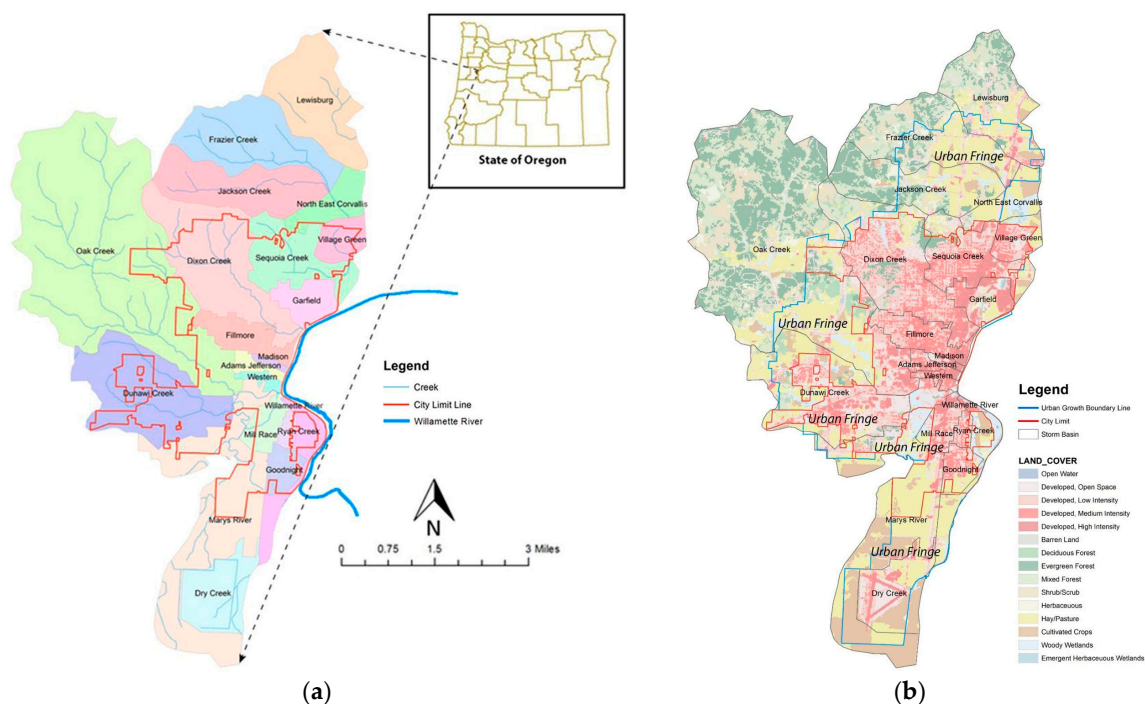 State of Oregon
Lewisburg
Frazier Creek
Jackson Creek
North East Corvallis
Oak Creek
Dixon Creek
Sequoia Creek
Village Green
Garfield
Fillmore
Madison
Adams Jefferson
Western
Dunawi Creek
Willamette River
Mill Race
Ryan Creek
Goodnight
Marys River
Dry Creek
Legend
Creek
City Limit Line
Willamette River
N
0 0.75 1.5 3 Miles
(a)
Lewisburg
Frazier Creek
Urban Fringe
Jackson Creek
North East Corvallis
Oak Creek
Dixon Creek
Sequoia Creek
Village Green
Garfield
Urban Fringe
Fillmore
Madison
Adams Jefferson
Western
Dunawi Creek
Willamette River
Urban Fringe
Mill Race
Ryan Creek
Urban Fringe
Goodnight
Marys River
Urban Fringe
Dry Creek
Legend
Urban Growth Boundary Line
City Limit
Storm Basin
LAND_COVER
Open Water
Developed, Open Space
Developed, Low Intensity
Developed, Medium Intensity
Developed, High Intensity
Barren Land
Deciduous Forest
Evergreen Forest
Mixed Forest
Shrub/Scrub
Herbaceous
Hay/Pasture
Cultivated Crops
Woody Wetlands
Emergent Herbaceuous Wetlands
(b)